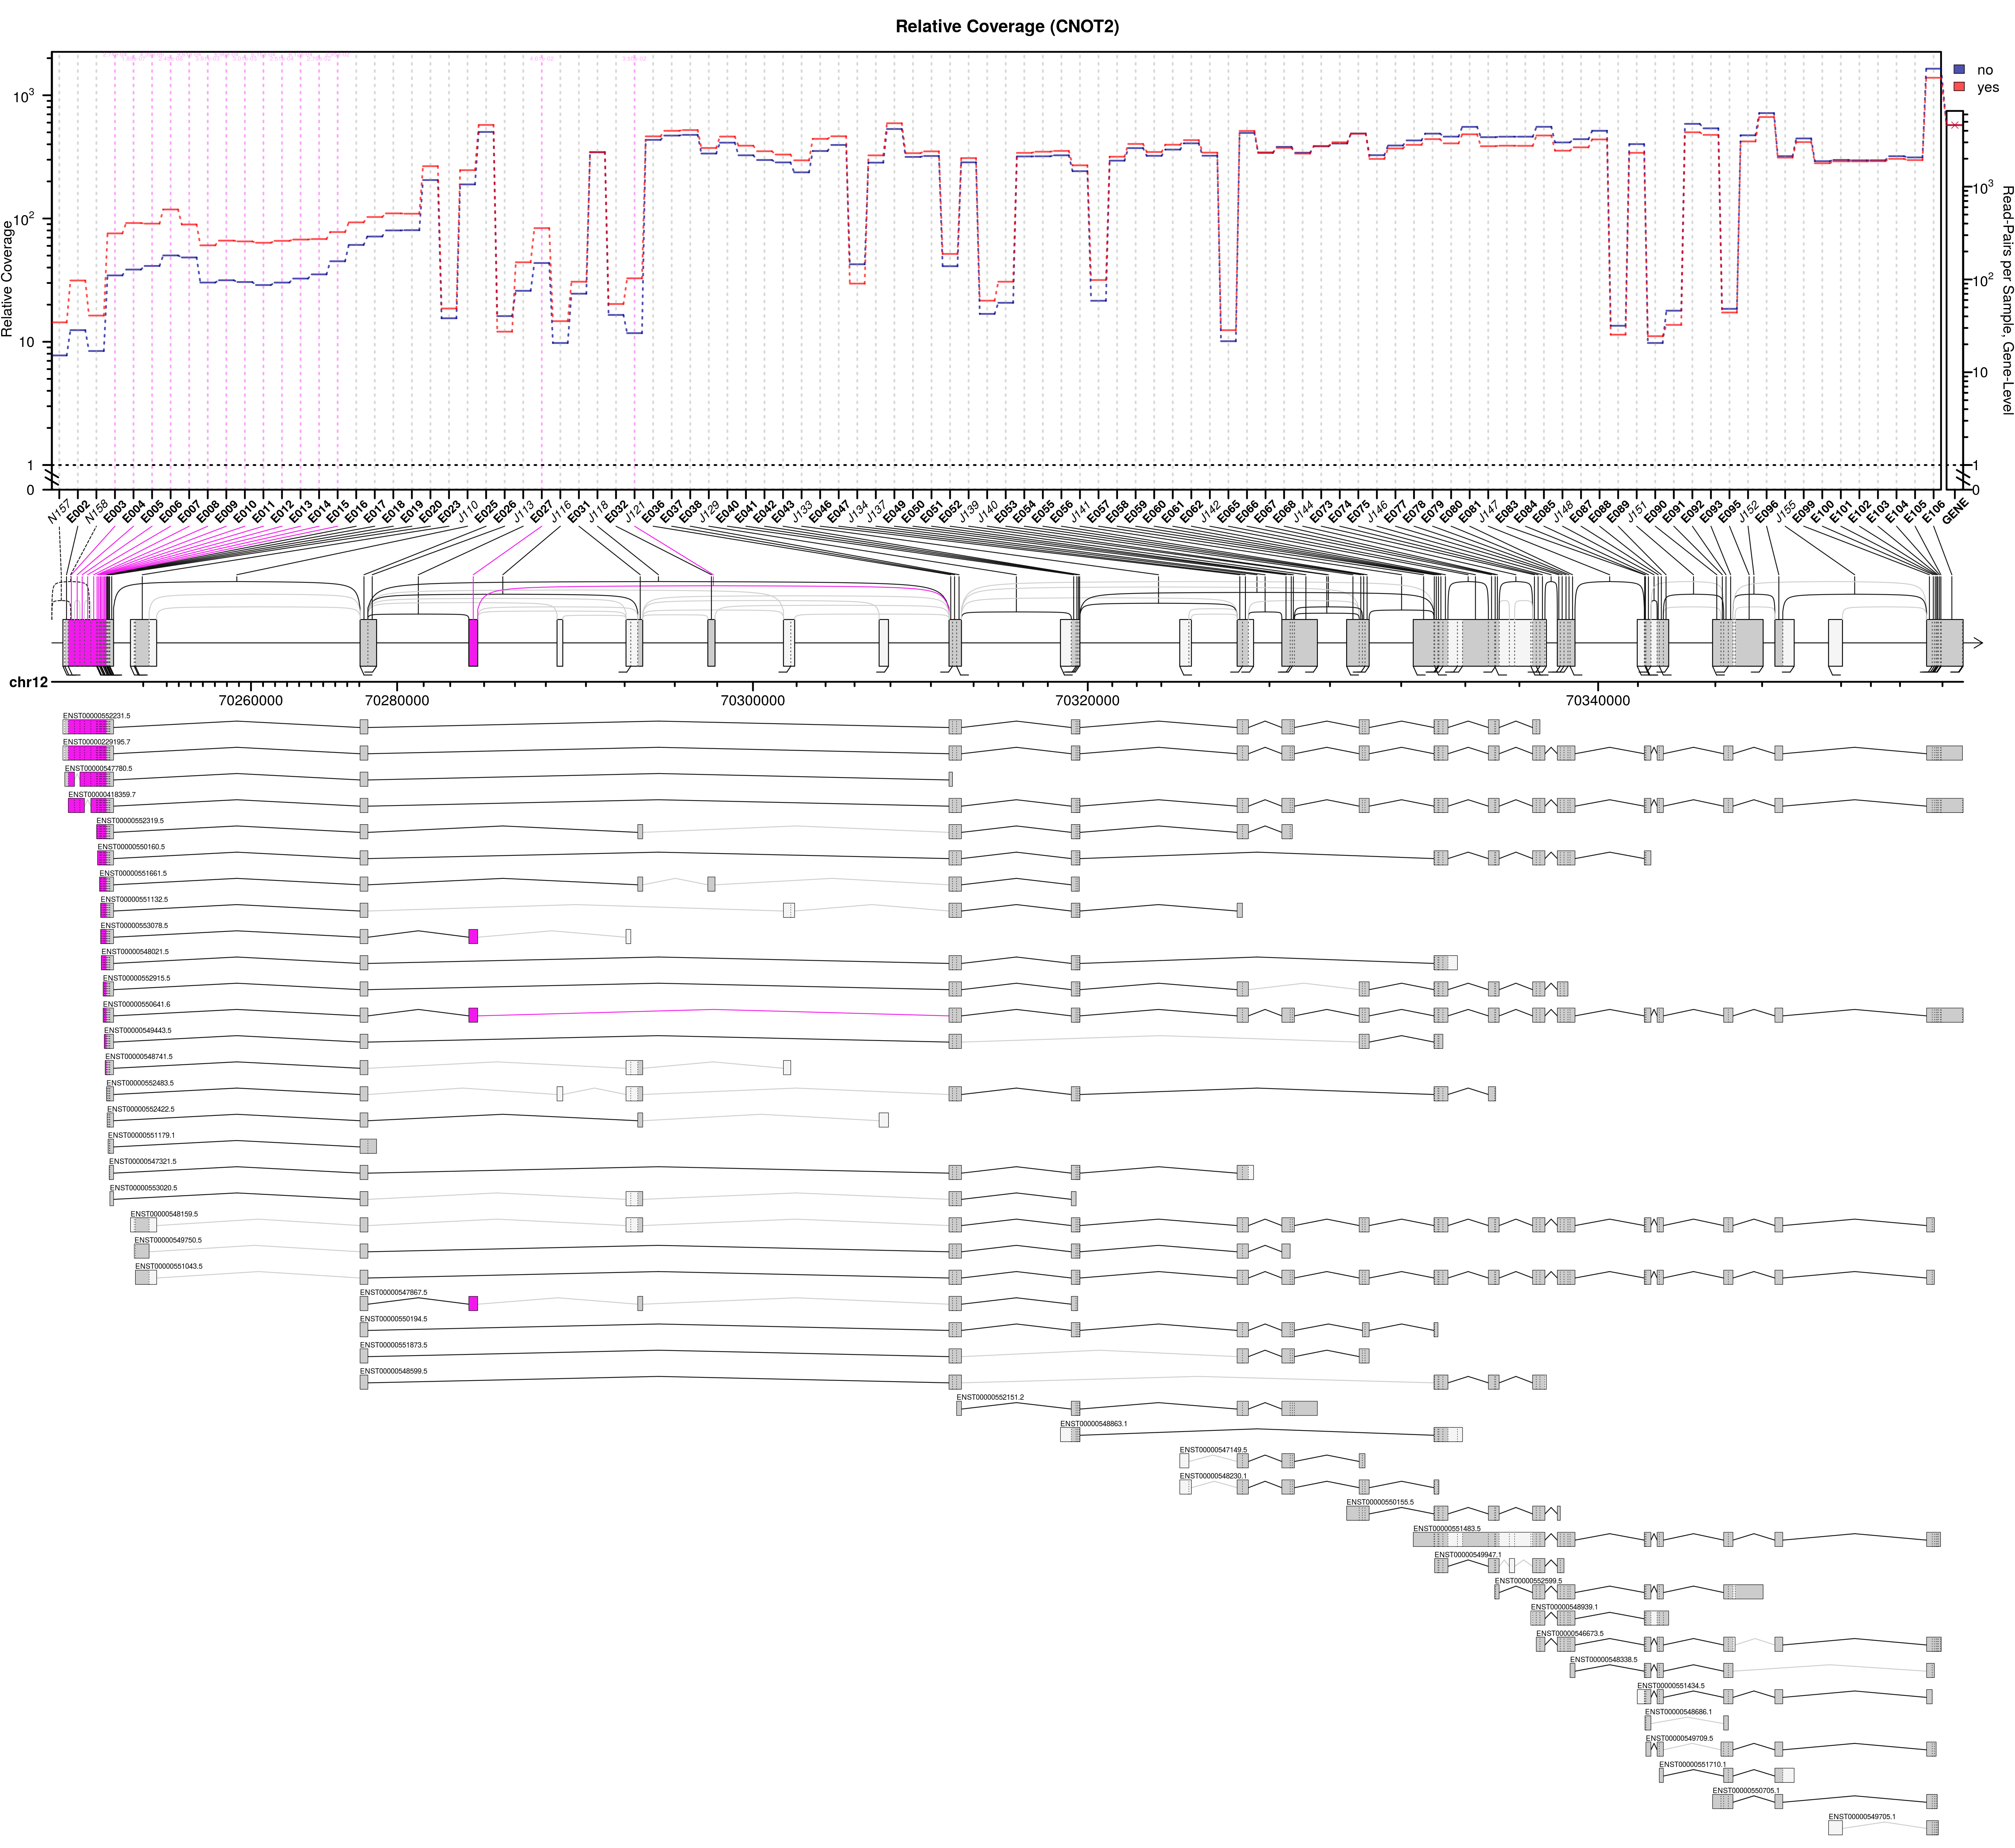 Relative Coverage (CNOT2)
no
yes
10³
10²
10
1
0
Relative Coverage
10³
10²
10
1
0
Read-Pairs per Sample, Gene-Level
N157 E002 N158 E003 E004 E005 E006 E007 E008 E009 E010 E011 E012 E013 E014 E015 E016 E017 E018 E019 E020 E023 J110 E025 E026 J113 E027 J116 E031 J118 E032 J121 E036 E037 E038 J129 E040 E041 E042 E043 J133 E046 E047 J134 J137 E049 E050 E051 E052 J139 J140 E053 E054 E055 E056 J141 E057 E058 E059 E060 E061 E062 J142 E065 E066 E067 E068 J144 E073 E074 E075 J146 E077 E078 E079 E080 E081 J147 E083 E084 E085 J148 E087 E088 E089 J151 E090 E091 E092 E093 E095 J152 E096 J155 E099 E100 E101 E102 E103 E104 E105 E106 GENE
chr12
70260000 70280000 70300000 70320000 70340000
ENST00000552231.5
ENST00000229195.7
ENST00000547780.5
ENST00000418359.7
ENST00000552319.5
ENST00000550160.5
ENST00000551661.5
ENST00000551132.5
ENST00000553078.5
ENST00000548021.5
ENST00000552915.5
ENST00000550641.6
ENST00000549443.5
ENST00000548741.5
ENST00000552483.5
ENST00000552422.5
ENST00000551179.1
ENST00000547321.5
ENST00000553020.5
ENST00000548159.5
ENST00000549750.5
ENST00000551043.5
ENST00000547867.5
ENST00000550194.5
ENST00000551873.5
ENST00000548599.5
ENST00000552151.2
ENST00000548863.1
ENST00000547149.5
ENST00000548230.1
ENST00000550155.5
ENST00000551483.5
ENST00000549947.1
ENST00000552599.5
ENST00000548939.1
ENST00000546673.5
ENST00000548338.5
ENST00000551434.5
ENST00000548686.1
ENST00000549709.5
ENST00000551710.1
ENST00000550705.1
ENST00000549705.1